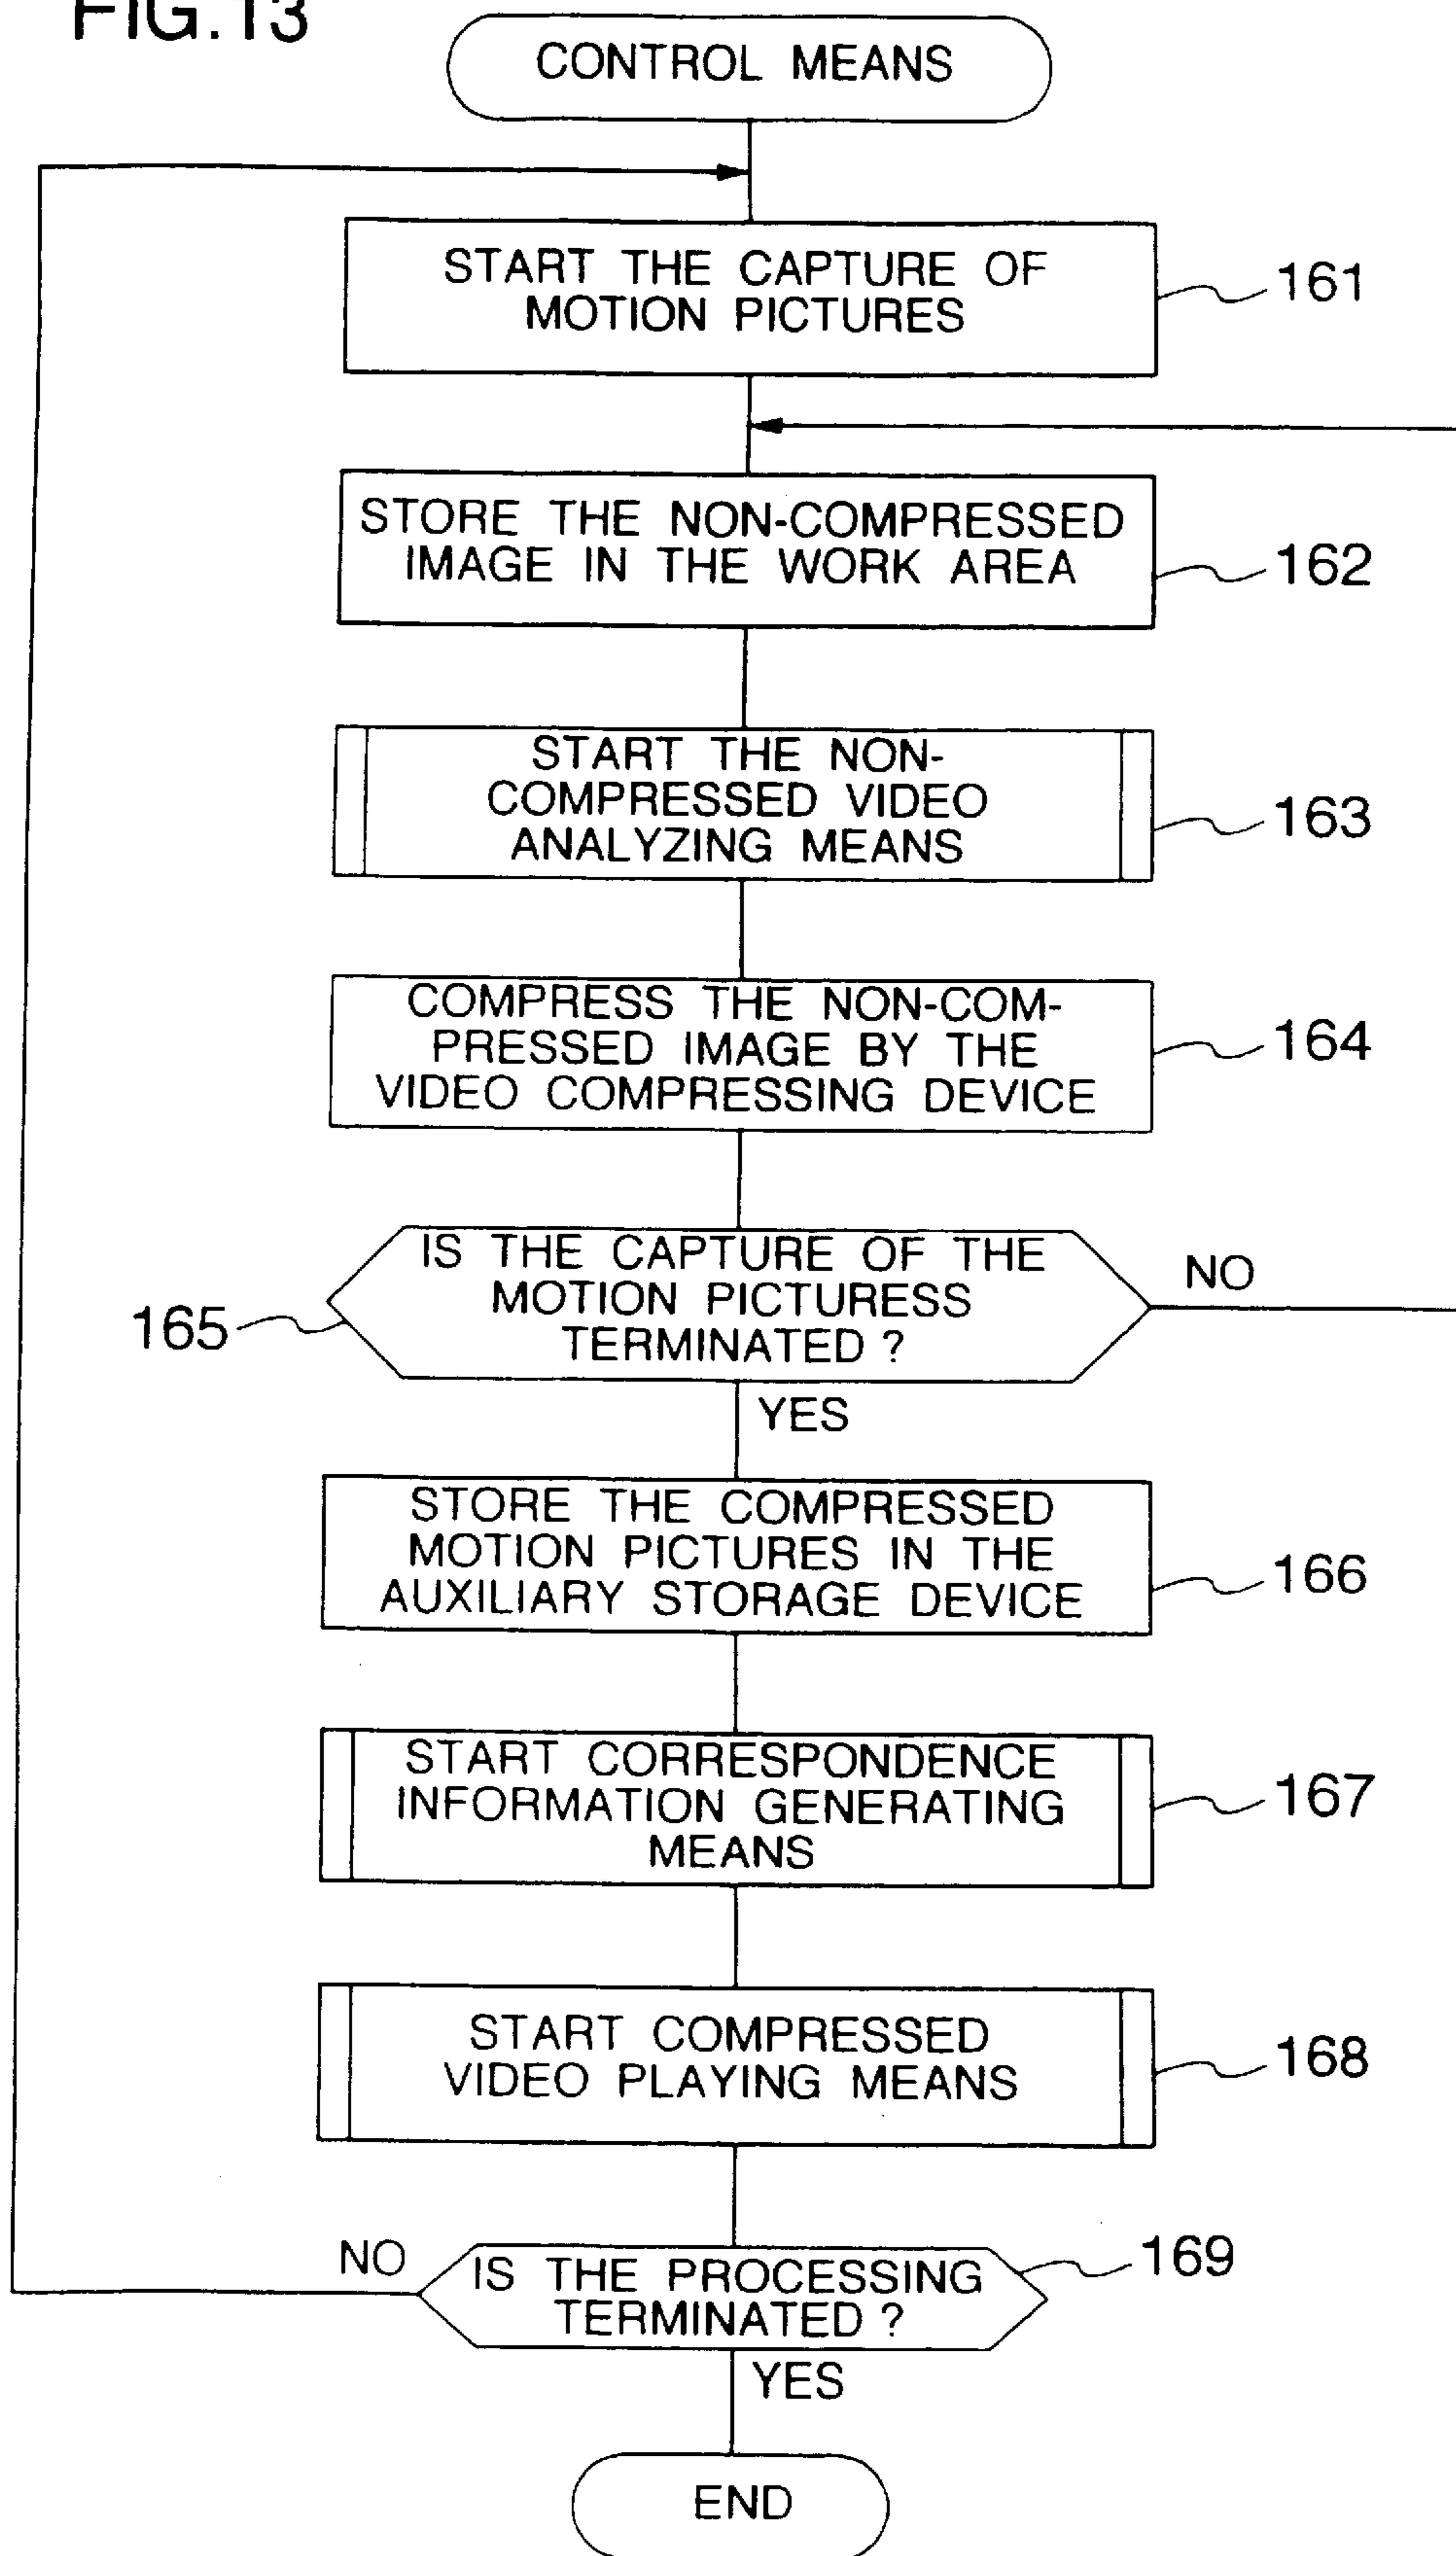 FIG.13
CONTROL MEANS
START THE CAPTURE OF
MOTION PICTURES
161
STORE THE NON-COMPRESSED
IMAGE IN THE WORK AREA
162
START THE NON-
COMPRESSED VIDEO
ANALYZING MEANS
163
COMPRESS THE NON-COM-
PRESSED IMAGE BY THE
VIDEO COMPRESSING DEVICE
164
IS THE CAPTURE OF THE
MOTION PICTURESS
TERMINATED ?
NO
165
YES
STORE THE COMPRESSED
MOTION PICTURES IN THE
AUXILIARY STORAGE DEVICE
166
START CORRESPONDENCE
INFORMATION GENERATING
MEANS
167
START COMPRESSED
VIDEO PLAYING MEANS
168
NO
IS THE PROCESSING
TERMINATED ?
169
YES
END